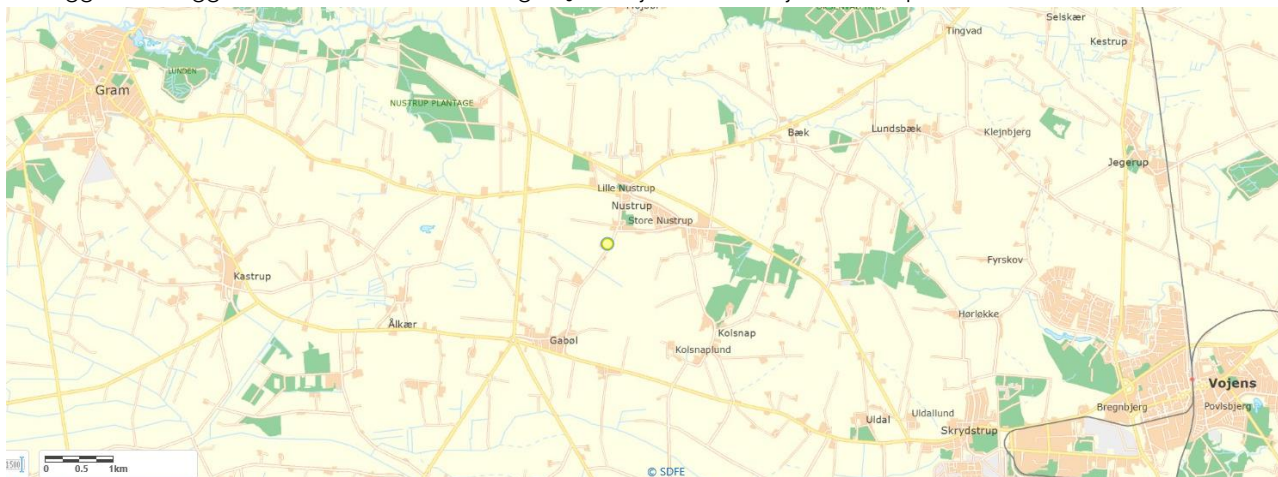 Selskær
Tingvad
Kestrup
LUNDEN
Gram
NUSTRUP PLANTAGE
Bæk
Lundsbæk
Klejnbjerg
Jegerup
Lille Nustrup
Nustrup
Store Nustrup
Fyrskov
Kastrup
Hørløkke
Ålkær
Kolsnap
Gabøl
Kolsnaplund
Vojens
Bregnbjerg
Povlsbjerg
Uldal
Uldallund
Skrydstrup
0 0.5 1km
© SDFE